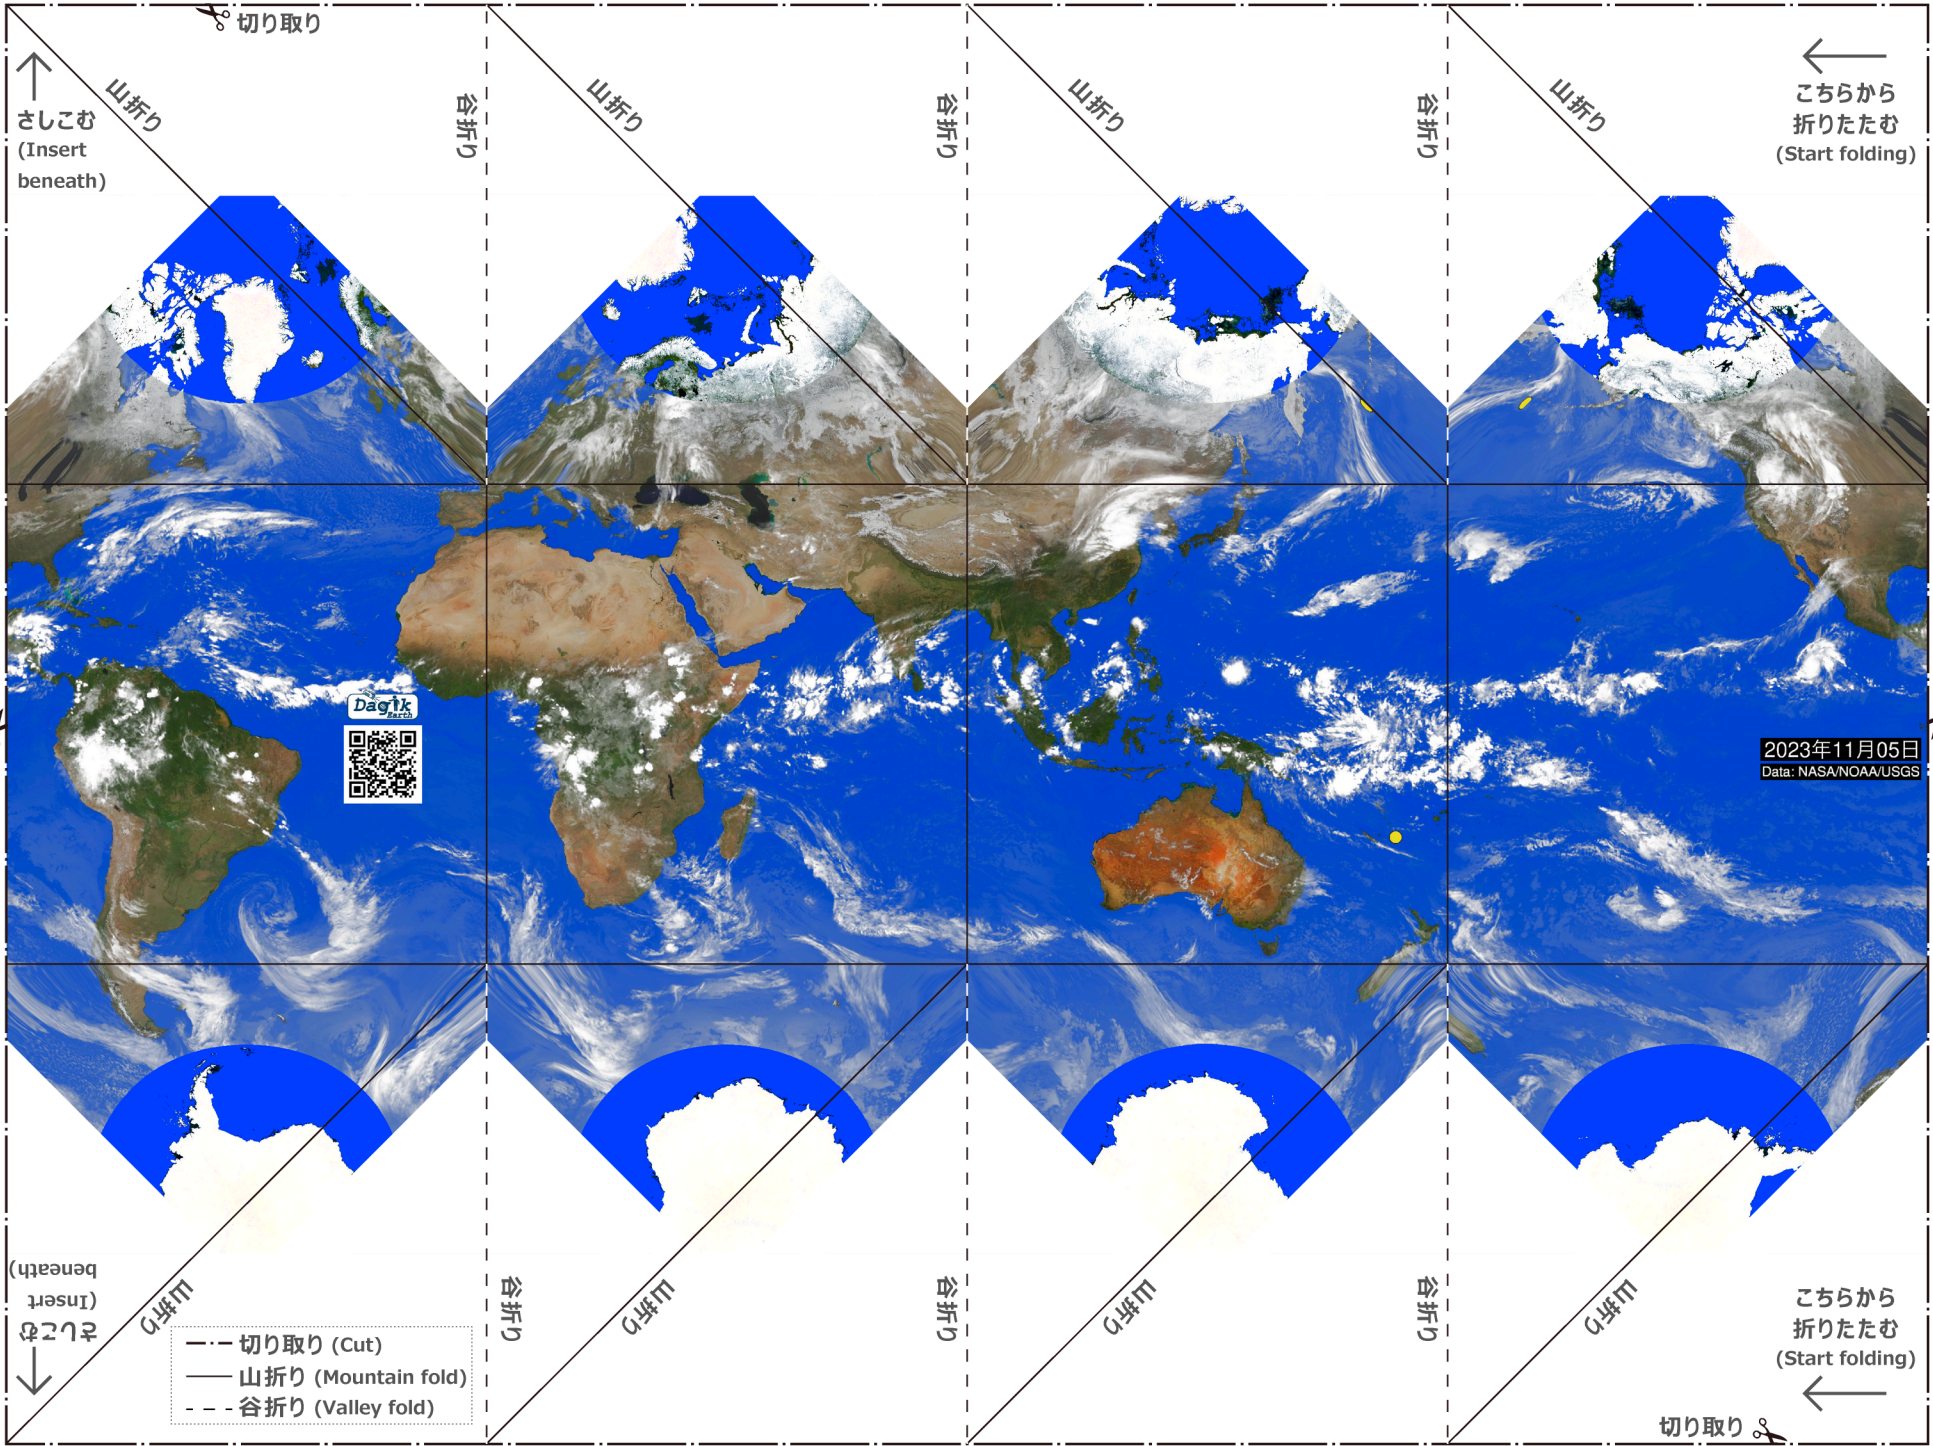 切り取り
山折り
山折り
山折り
山折り
谷折り
谷折り
谷折り
さしこむ
(Insert
beneath)
こちらから
折りたたむ
(Start folding)
Dagik
Earth
2023年11月05日
Data: NASA/NOAA/USGS
さしこむ
(Insert
beneath)
山折り
山折り
山折り
山折り
谷折り
谷折り
谷折り
切り取り (Cut)
山折り (Mountain fold)
谷折り (Valley fold)
こちらから
折りたたむ
(Start folding)
切り取り